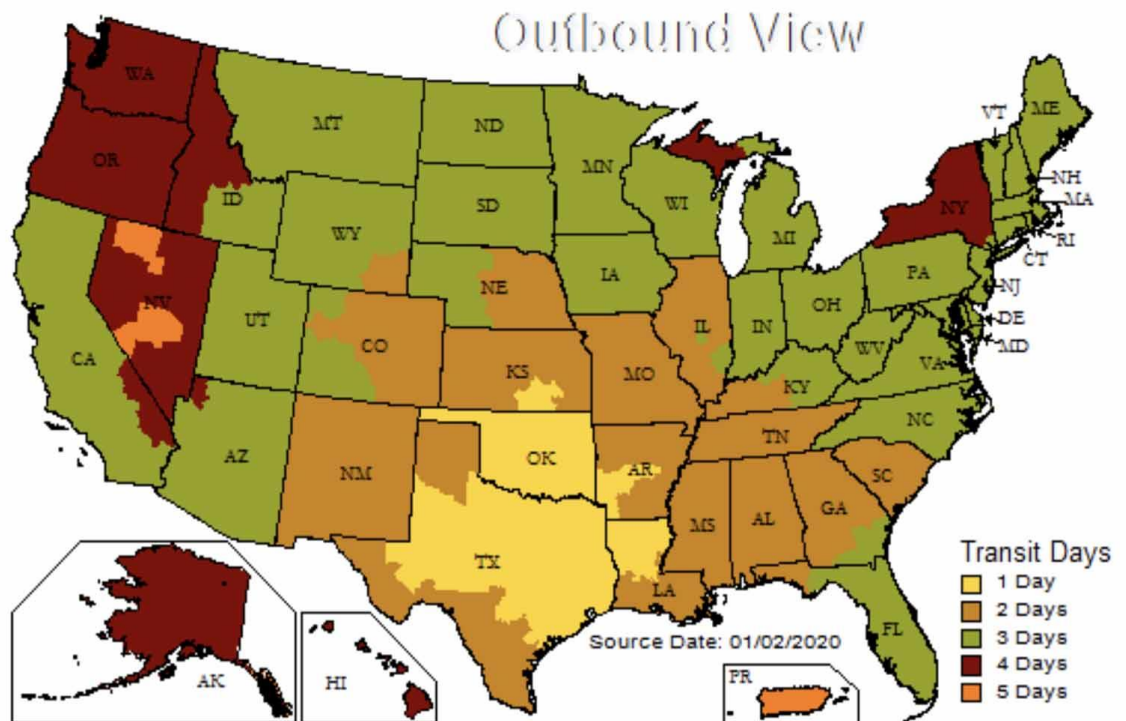 Outbound View
WA
MT
ND
MN
VT
ME
OR
ID
SD
WI
MI
NY
NH
MA
WY
RI
CT
IA
PA
NV
UT
NE
NJ
CA
CO
IL
IN
OH
DE
MD
WV
VA
KS
MO
KY
NC
AZ
NM
OK
AR
TN
SC
MS
AL
GA
TX
LA
FL
Transit Days
1 Day
2 Days
3 Days
4 Days
5 Days
Source Date: 01/02/2020
AK
HI
PR